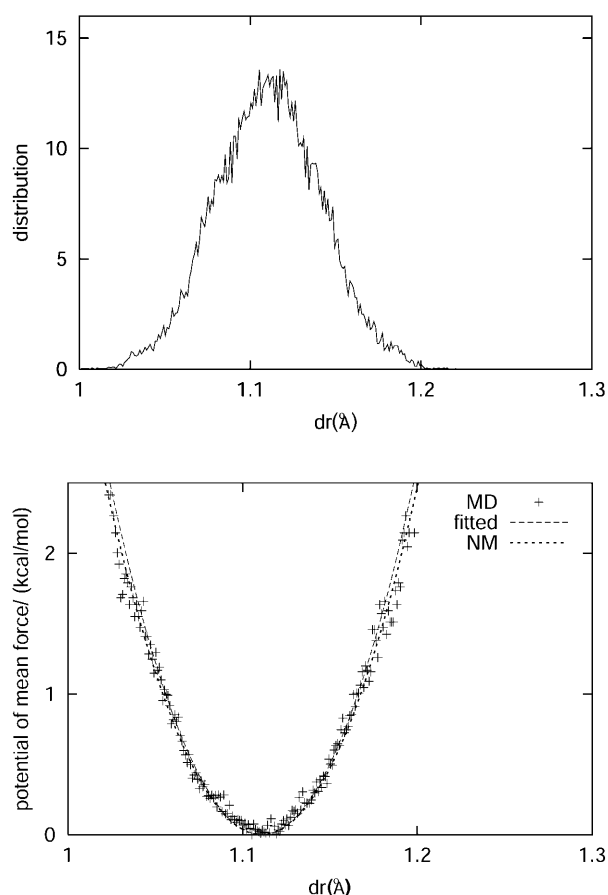 15
10
5
0
distribution
1 1.1 1.2 1.3
dr(Å)
2
1
0
potential of mean force/ (kcal/mol)
MD
fitted
NM
1 1.1 1.2 1.3
dr(Å)